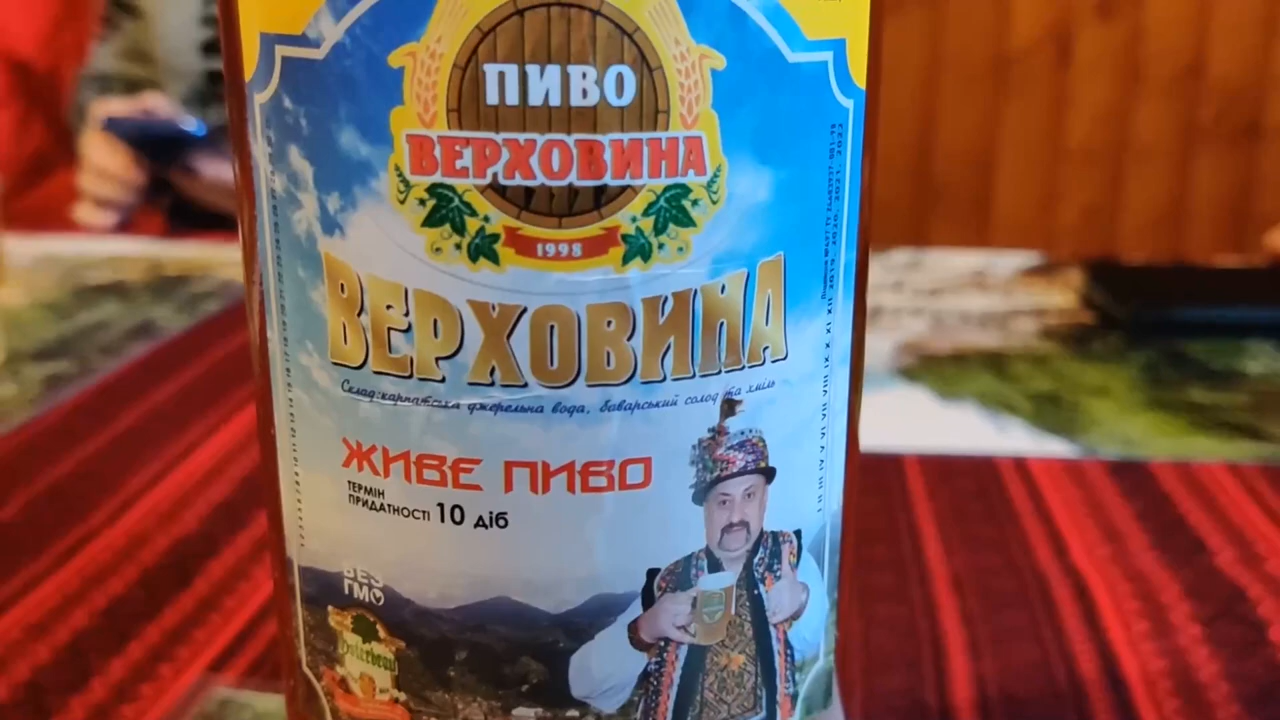 ПИВО
ВЕРХОВИНА
1998
ВЕРХОВИНА
Склад:карпатська джерельна вода, баварський солод та хміль
ЖИВЕ ПИВО
ТЕРМІН
ПРИДАТНОСТІ 10 діб
БЕЗ
ГМО